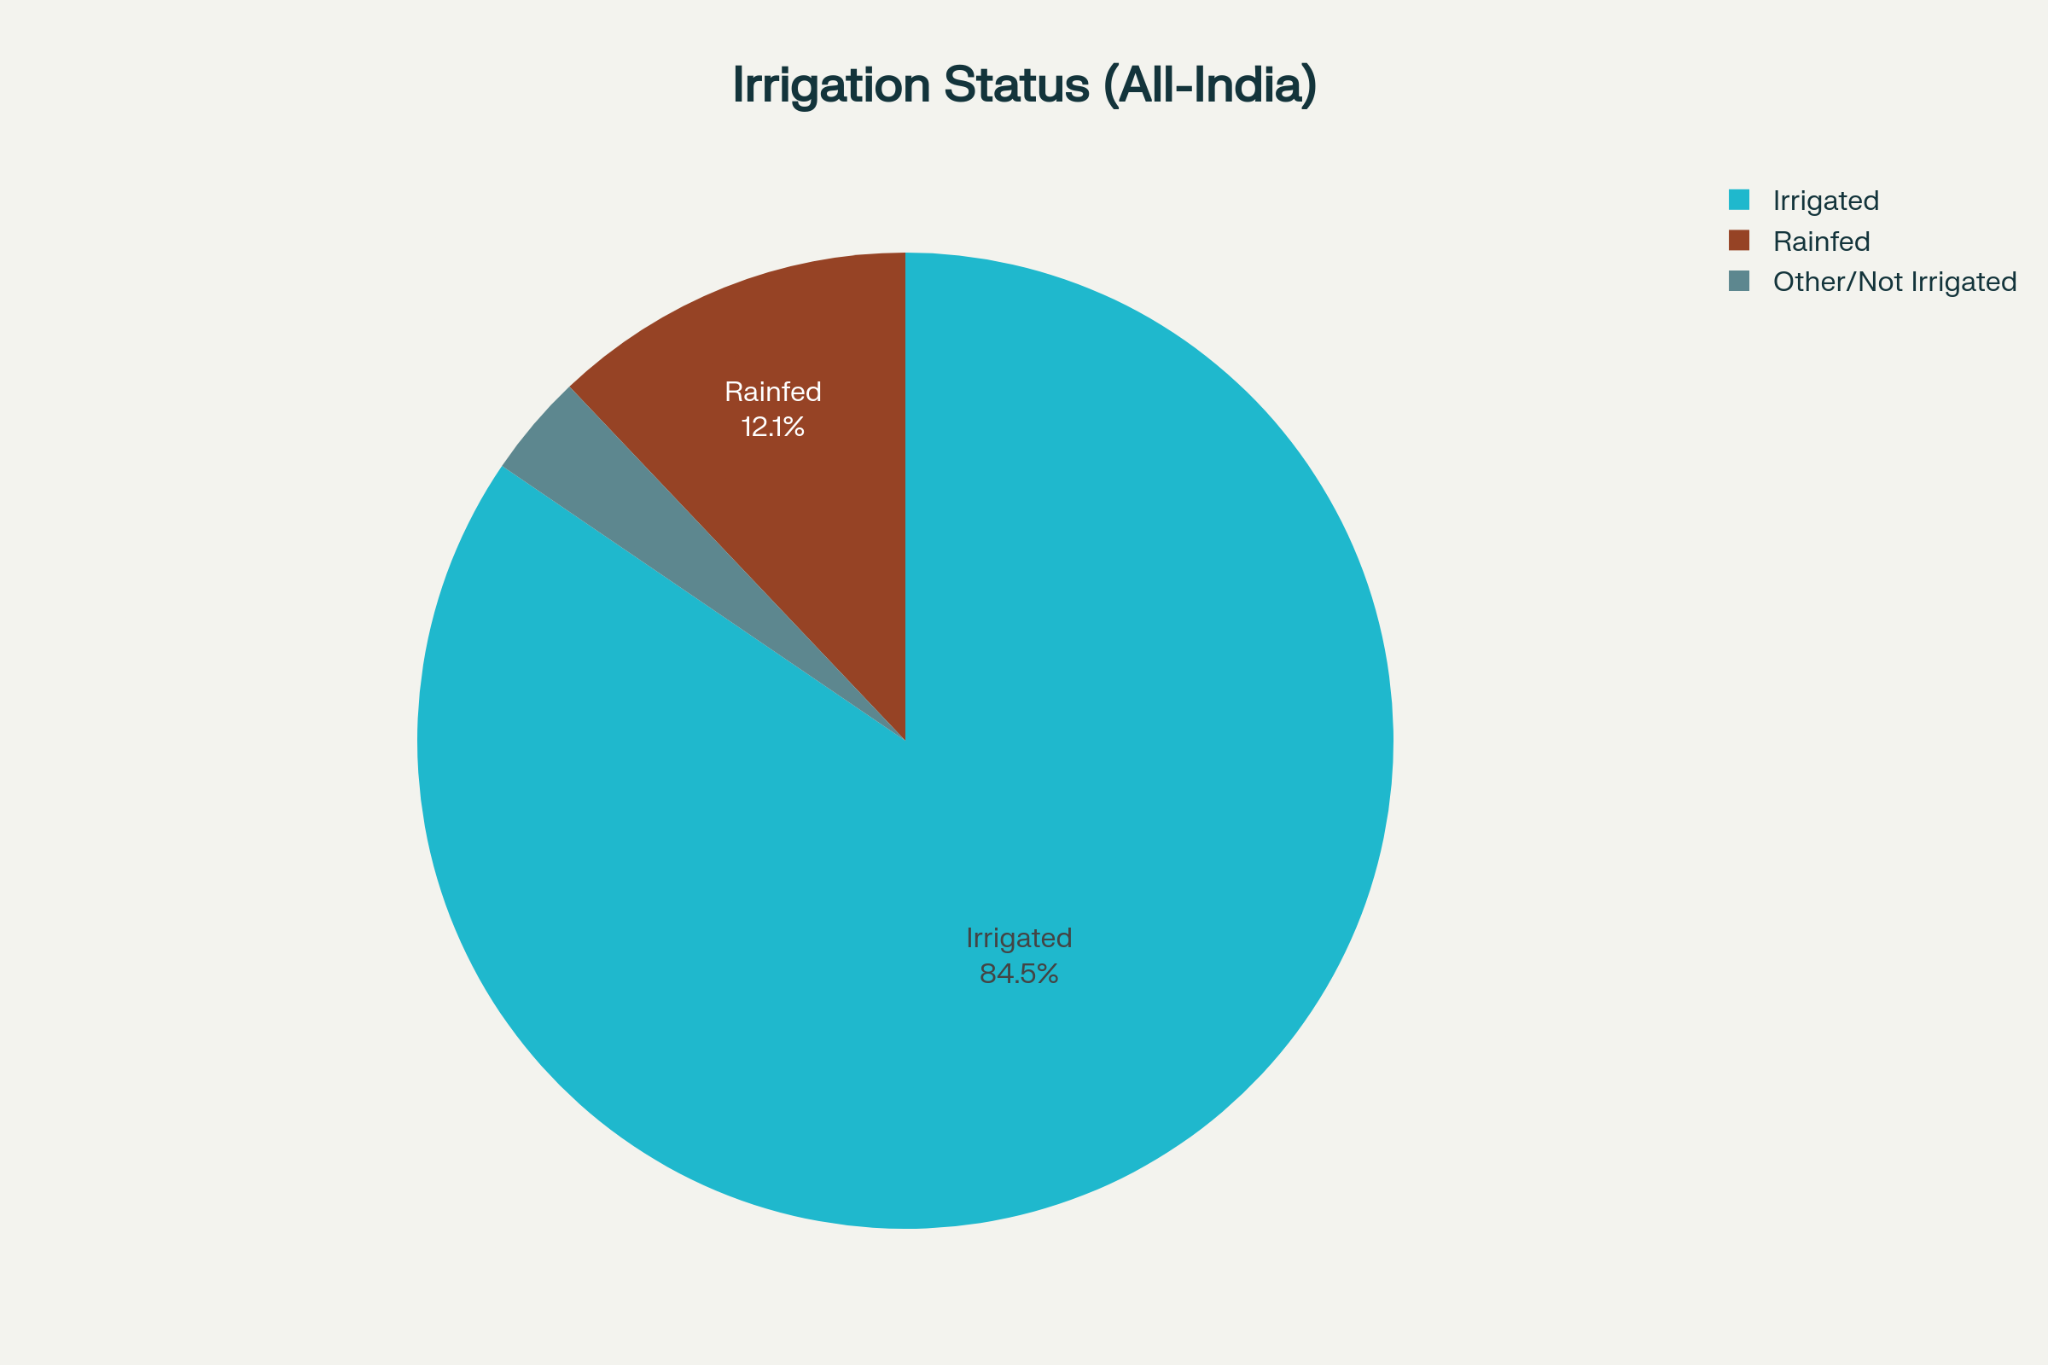 Irrigation Status (All-India)
Irrigated
Rainfed
Other/Not Irrigated
Rainfed
12.1%
Irrigated
84.5%